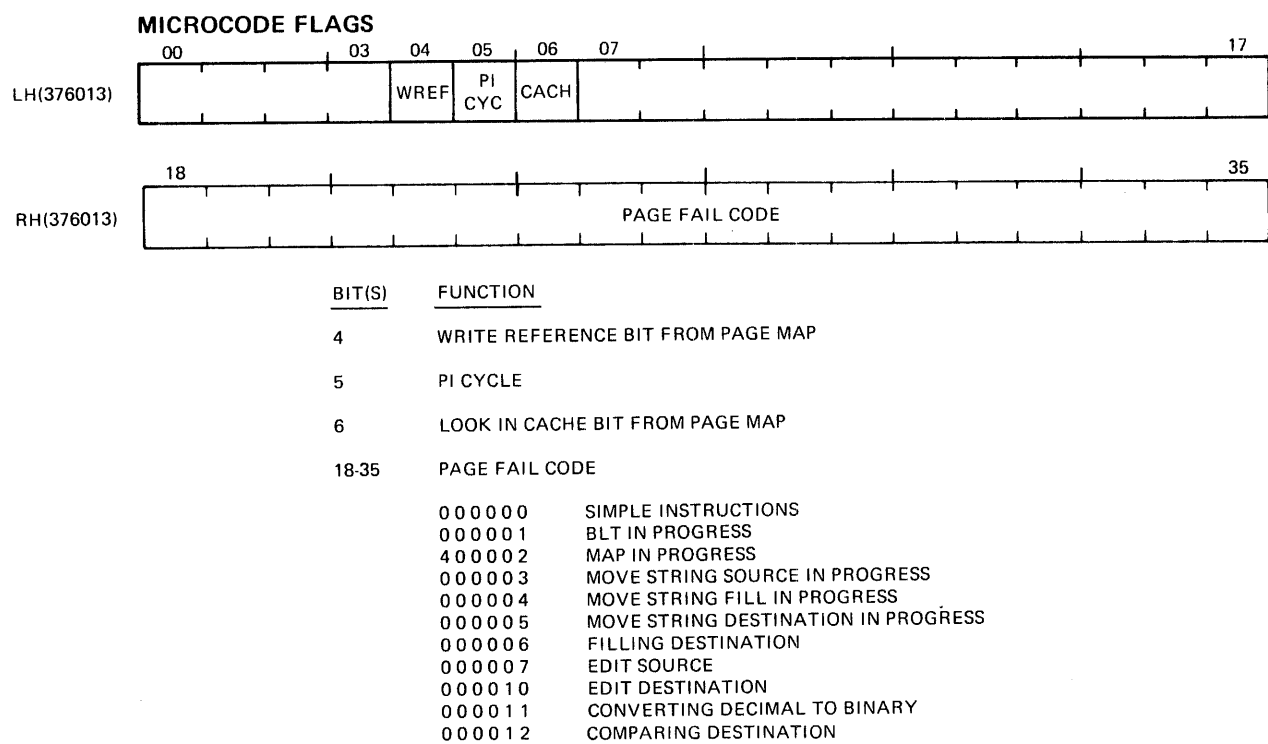 MICROCODE FLAGS
00 03 04 05 06 07 17
LH(376013) WREF PI CYC CACH
18 35
RH(376013) PAGE FAIL CODE
BIT(S) FUNCTION
4 WRITE REFERENCE BIT FROM PAGE MAP
5 PI CYCLE
6 LOOK IN CACHE BIT FROM PAGE MAP
18-35 PAGE FAIL CODE
000000 SIMPLE INSTRUCTIONS
000001 BLT IN PROGRESS
400002 MAP IN PROGRESS
000003 MOVE STRING SOURCE IN PROGRESS
000004 MOVE STRING FILL IN PROGRESS
000005 MOVE STRING DESTINATION IN PROGRESS
000006 FILLING DESTINATION
000007 EDIT SOURCE
000010 EDIT DESTINATION
000011 CONVERTING DECIMAL TO BINARY
000012 COMPARING DESTINATION